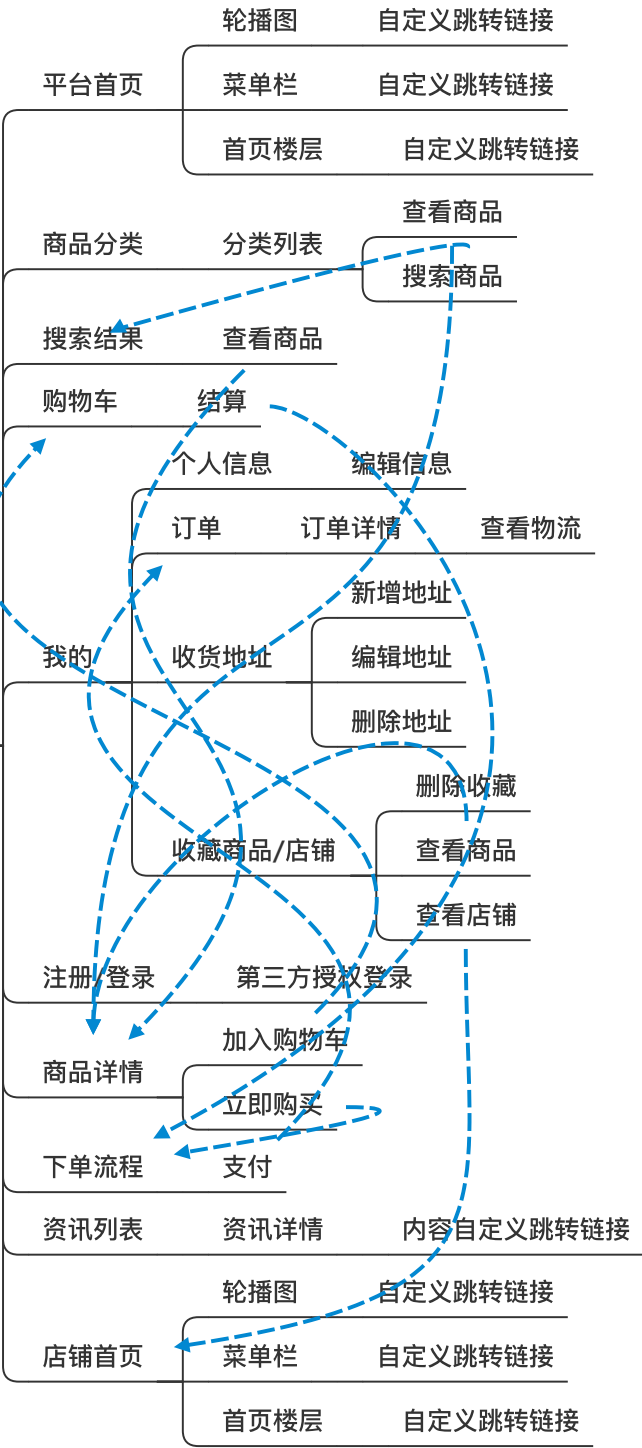 轮播图 自定义跳转链接
平台首页 菜单栏 自定义跳转链接
首页楼层 自定义跳转链接
查看商品
商品分类 分类列表
搜索商品
搜索结果 查看商品
购物车 结算
个人信息 编辑信息
订单 订单详情 查看物流
新增地址
我的 收货地址 编辑地址
删除地址
删除收藏
收藏商品/店铺 查看商品
查看店铺
注册/登录 第三方授权登录
加入购物车
商品详情
立即购买
下单流程 支付
资讯列表 资讯详情 内容自定义跳转链接
轮播图 自定义跳转链接
店铺首页 菜单栏 自定义跳转链接
首页楼层 自定义跳转链接